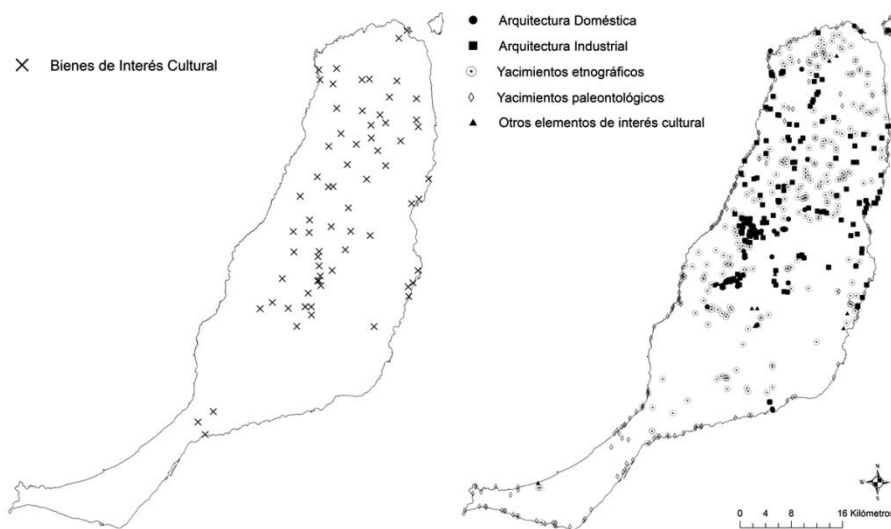 Bienes de Interés Cultural
Arquitectura Doméstica
Arquitectura Industrial
Yacimientos etnográficos
Yacimientos paleontológicos
Otros elementos de interés cultural
N
W
S
0 4 8 16 Kilómetros